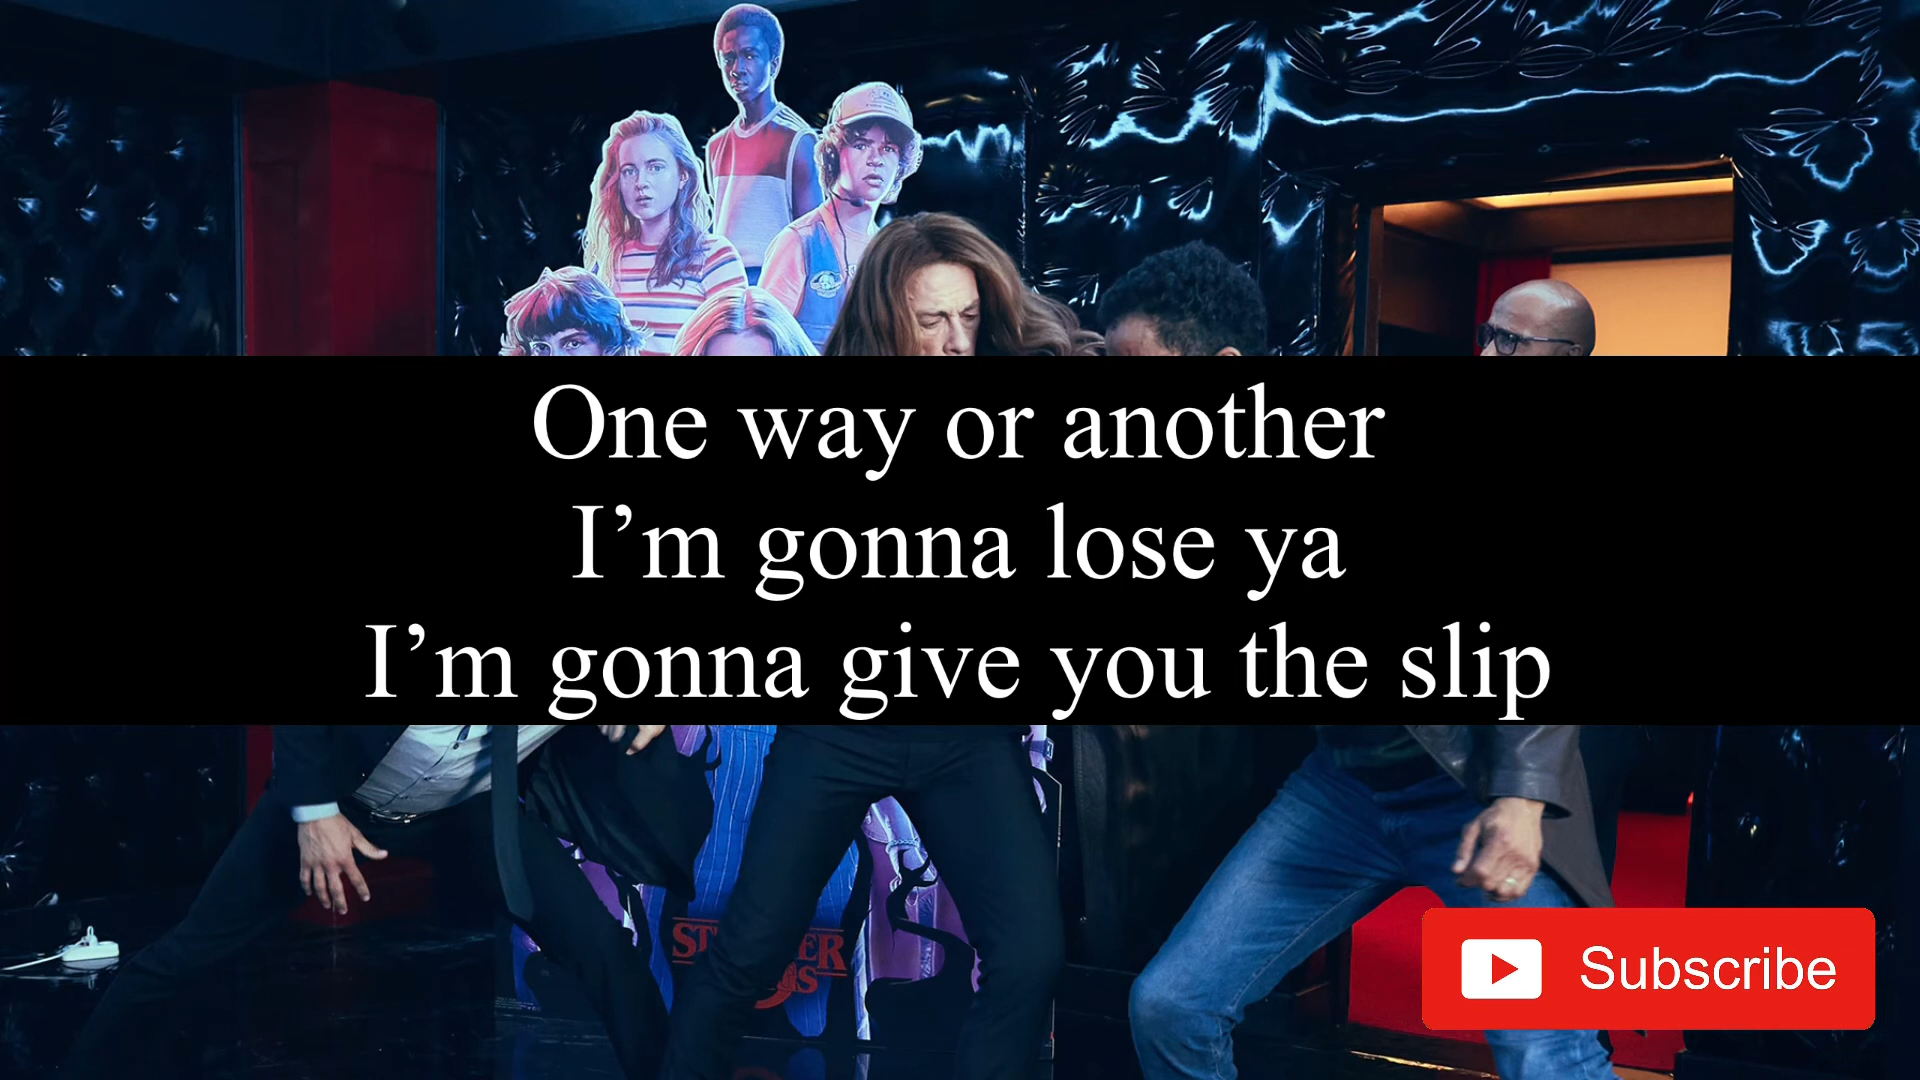 One way or another
I’m gonna lose ya
I’m gonna give you the slip
Subscribe